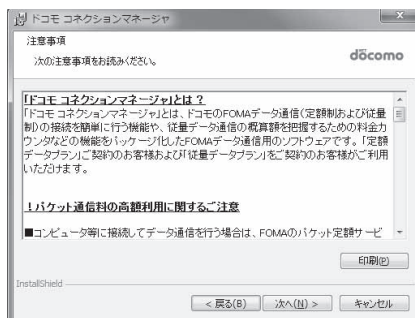 ドコモ コネクションマネージャ
注意事項
次の注意事項をお読みください。
döcomo
「ドコモ コネクションマネージャ」とは？
「ドコモ コネクションマネージャ」とは、ドコモのFOMAデータ通信（定額制および従量
制）の接続を簡単に行う機能や、従量データ通信の概算額を把握するための料金カ
ウンタなどの機能をパッケージ化したFOMAデータ通信用のソフトウェアです。「定額
データプラン」ご契約のお客様および「従量データプラン」をご契約のお客様がご利用
いただけます。
！パケット通信料の高額利用に関するご注意
■コンピュータ等に接続してデータ通信を行う場合は、FOMAのパケット定額サービ
印刷(P)
InstallShield
< 戻る(B)
次へ(N) >
キャンセル